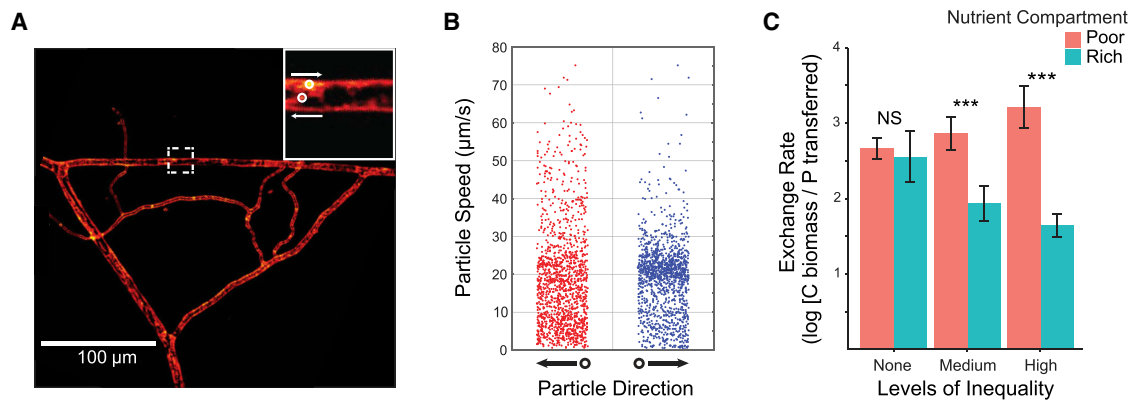 A
100 µm
B
Particle Speed (µm/s)
80
70
60
50
40
30
20
10
0
Particle Direction
C
Nutrient Compartment
Poor
Rich
Exchange Rate
(log [C biomass / P transferred)
4
2
1
NS
***
***
None Medium High
Levels of Inequality